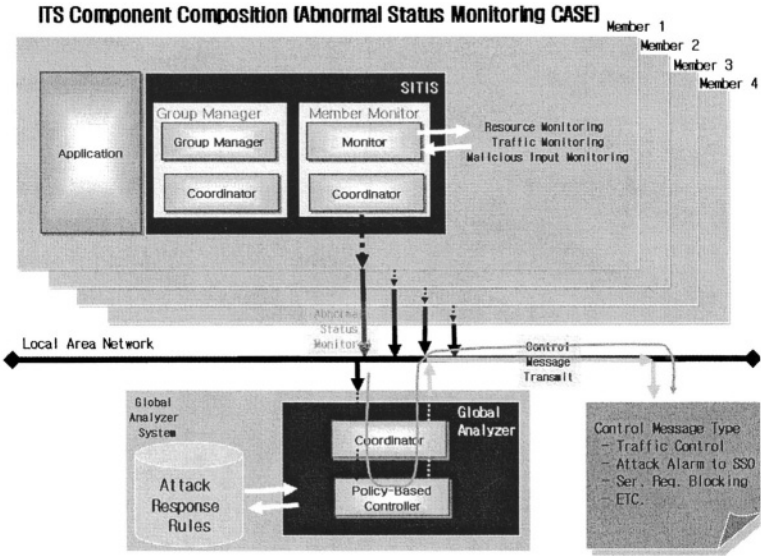 ITS Component Composition (Abnormal Status Monitoring CASE)
Member 1
Member 2
Member 3
Member 4
SITIS
Group Manager
Member Monitor
Application
Group Manager
Monitor
Coordinator
Coordinator
Resource Monitoring
Traffic Monitoring
Malicious Input Monitoring
Status
Local Area Network
Control
Message
Transmit
Global
Analyzer
System
Global
Analyzer
Coordinator
Policy-Based
Controller
Attack
Response
Rules
Control Message Type
- Traffic Control
- Attack Alarm to SSO
- Ser. Req. Blocking
- ETC.